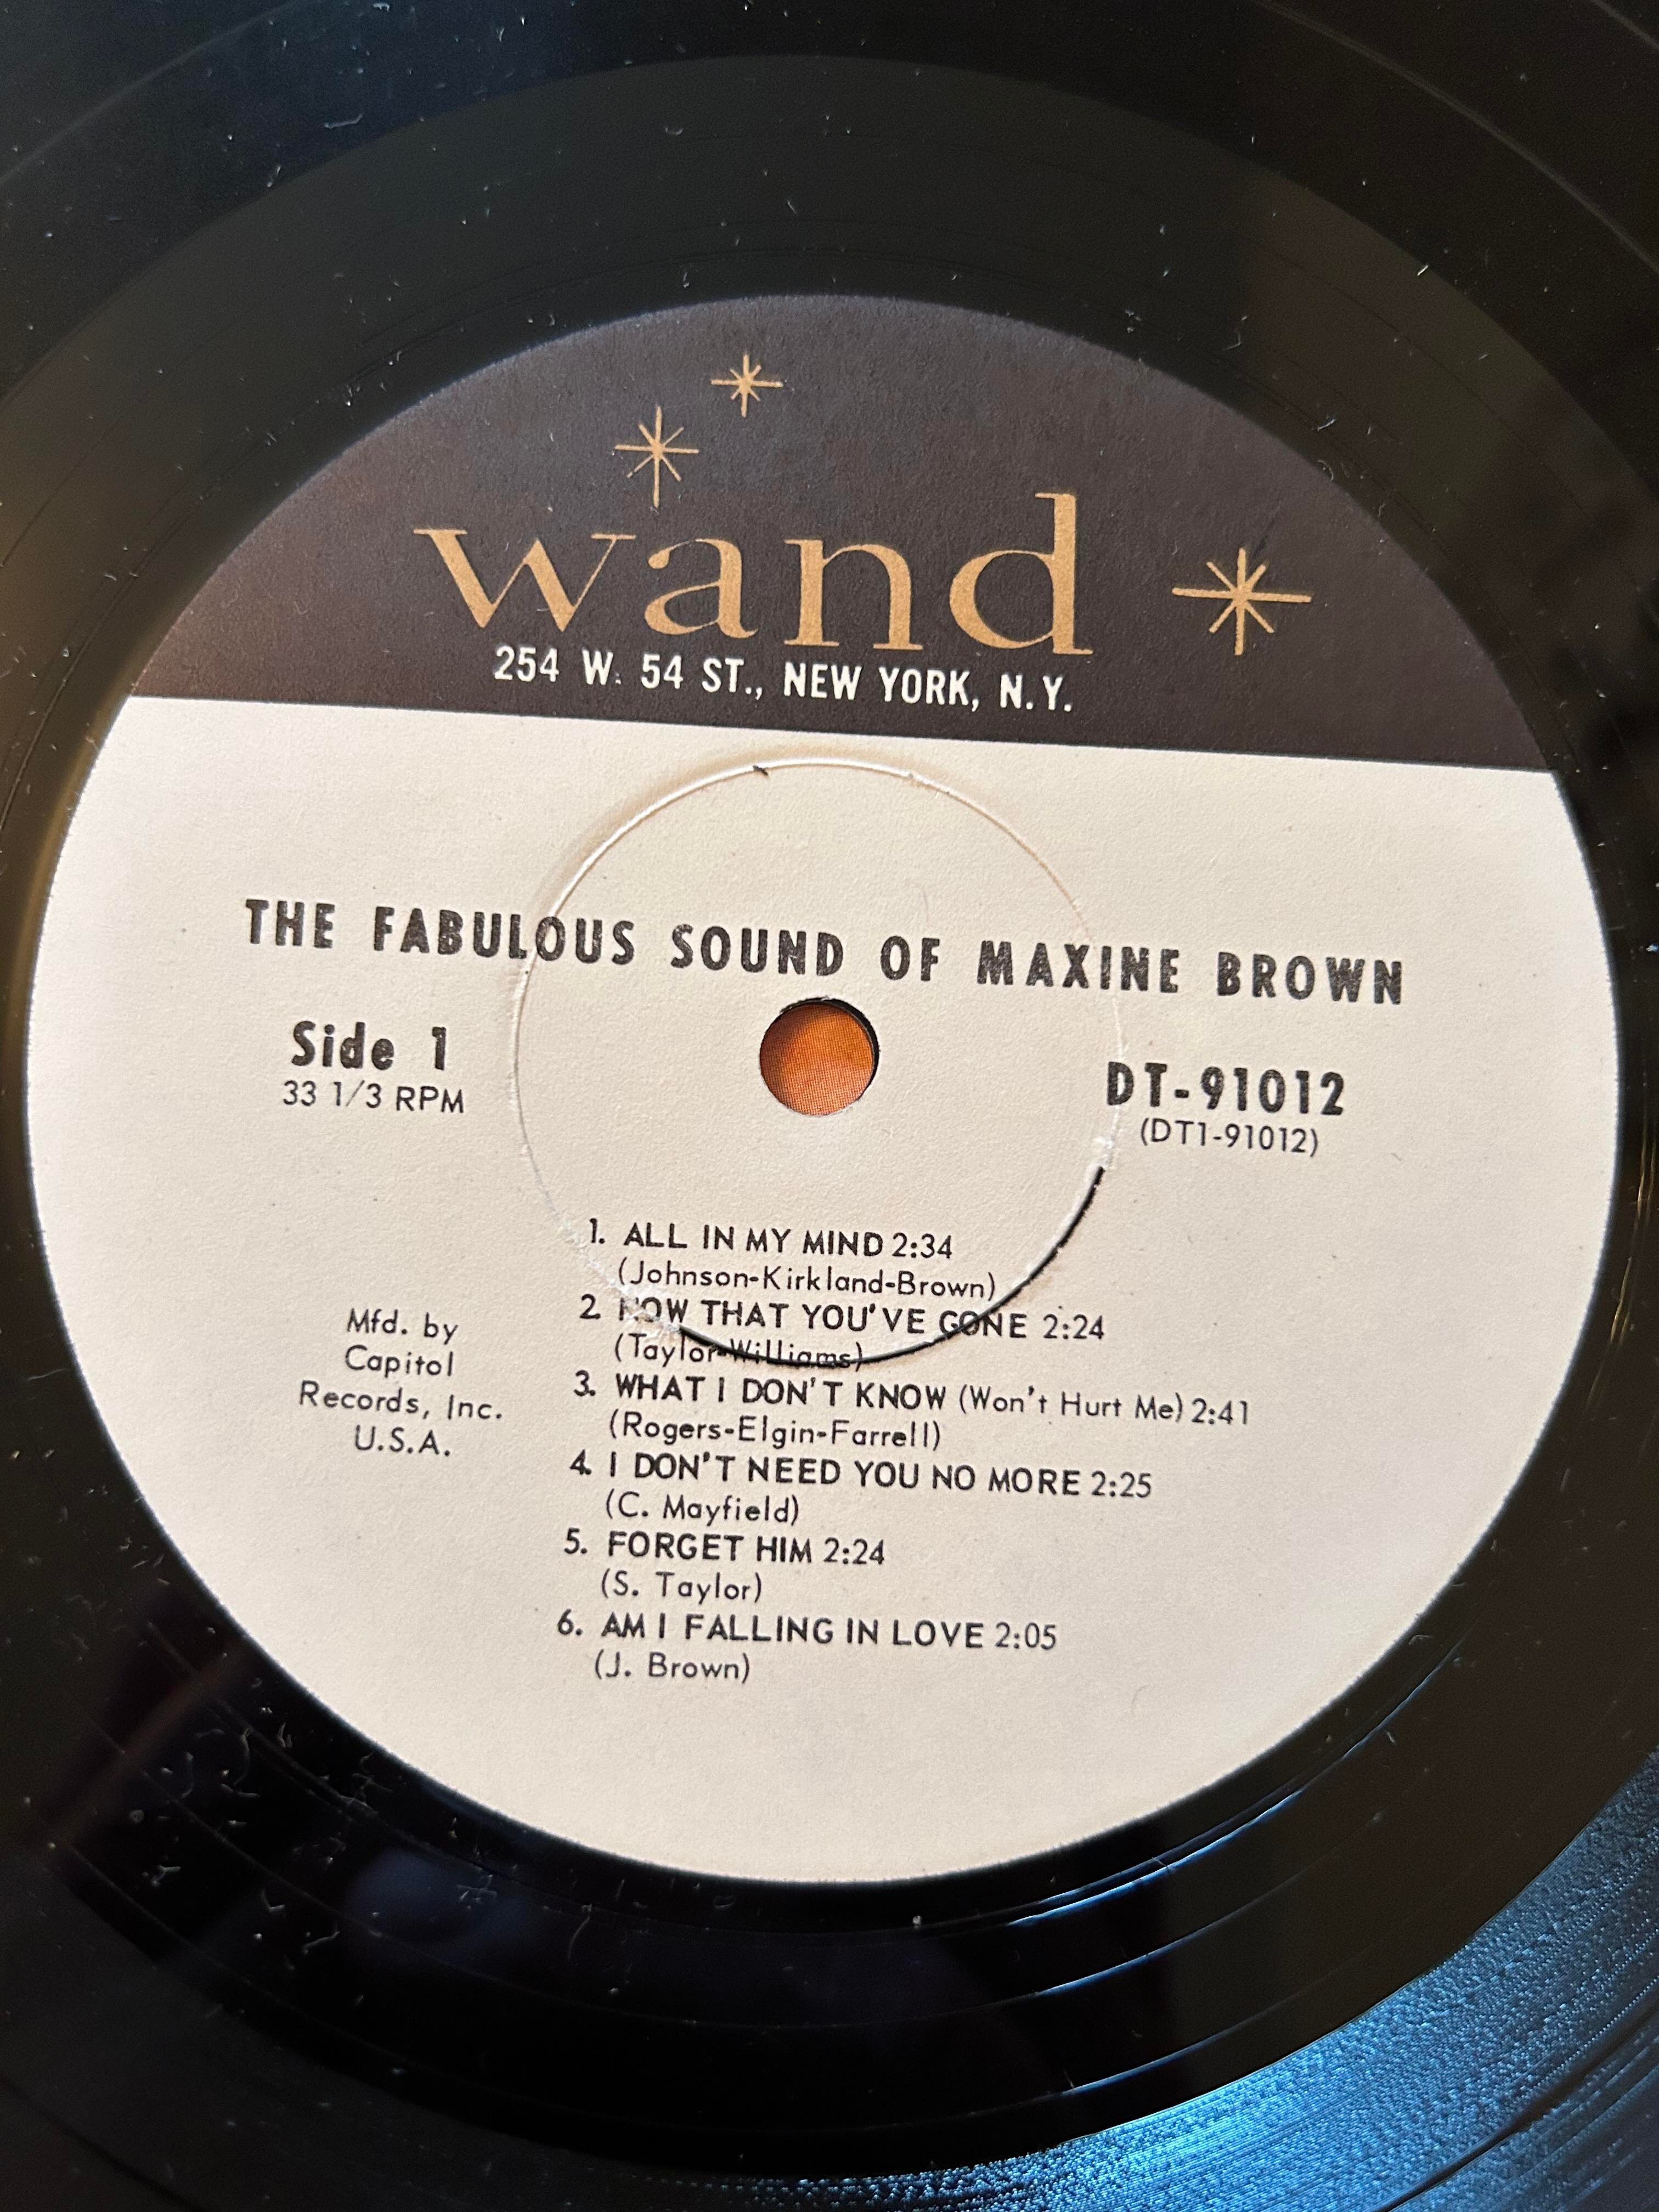 wand
254 W. 54 ST., NEW YORK, N.Y.
THE FABULOUS SOUND OF MAXINE BROWN
Side 1
33 1/3 RPM
DT-91012
(DT1-91012)
1. ALL IN MY MIND 2:34
(Johnson-Kirkland-Brown)
2. NOW THAT YOU'VE GONE 2:24
(Taylor-Williams)
3. WHAT I DON'T KNOW (Won't Hurt Me) 2:41
(Rogers-Elgin-Farrell)
4. I DON'T NEED YOU NO MORE 2:25
(C. Mayfield)
5. FORGET HIM 2:24
(S. Taylor)
6. AM I FALLING IN LOVE 2:05
(J. Brown)
Mfd. by
Capitol
Records, Inc.
U.S.A.